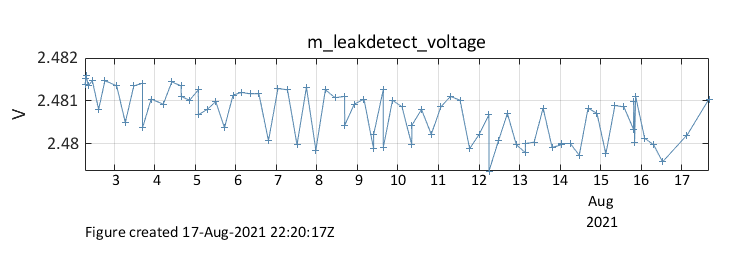 m_leakdetect_voltage
2.482
2.481
2.48
V
3 4 5 6 7 8 9 10 11 12 13 14 15 16 17
Aug
2021
Figure created 17-Aug-2021 22:20:17Z